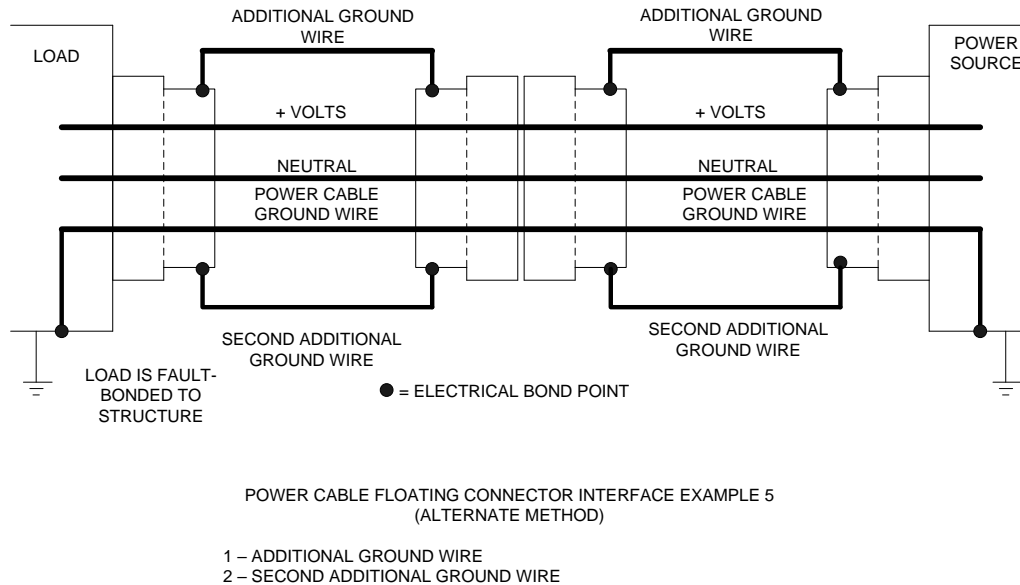 ADDITIONAL GROUND
WIRE
ADDITIONAL GROUND
WIRE
LOAD
POWER
SOURCE
+ VOLTS
+ VOLTS
NEUTRAL
NEUTRAL
POWER CABLE
GROUND WIRE
POWER CABLE
GROUND WIRE
SECOND ADDITIONAL
GROUND WIRE
SECOND ADDITIONAL
GROUND WIRE
LOAD IS FAULT-
BONDED TO
STRUCTURE
= ELECTRICAL BOND POINT
POWER CABLE FLOATING CONNECTOR INTERFACE EXAMPLE 5
(ALTERNATE METHOD)
1 – ADDITIONAL GROUND WIRE
2 – SECOND ADDITIONAL GROUND WIRE